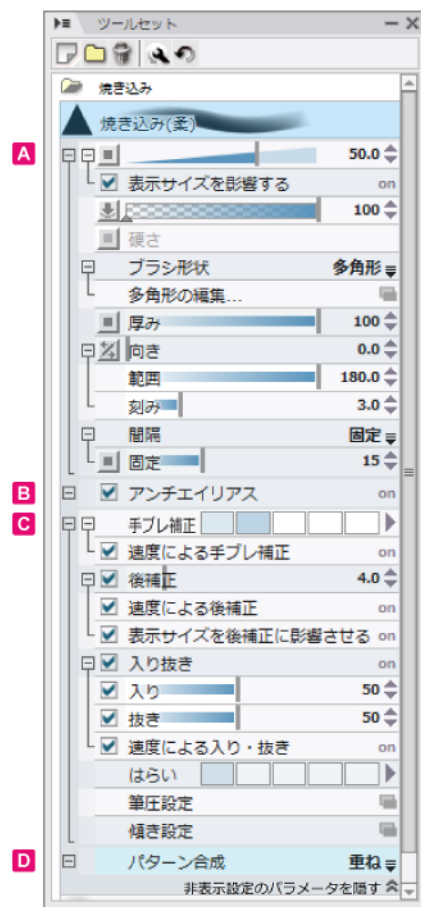 ツールセット
焼き込み
焼き込み(柔)
A 50.0
表示サイズを影響する on
100
硬さ
ブラシ形状 多角形
多角形の編集...
厚み 100
向き 0.0
範囲 180.0
刻み 3.0
間隔 固定
固定 15
B アンチエイリアス on
C 手ブレ補正
速度による手ブレ補正
後補正 4.0
速度による後補正 on
表示サイズを後補正に影響させる on
入り抜き on
入り 50
抜き 50
速度による入り・抜き on
はらい
筆圧設定
傾き設定
D パターン合成 重ね
非表示設定のパラメータを隠す